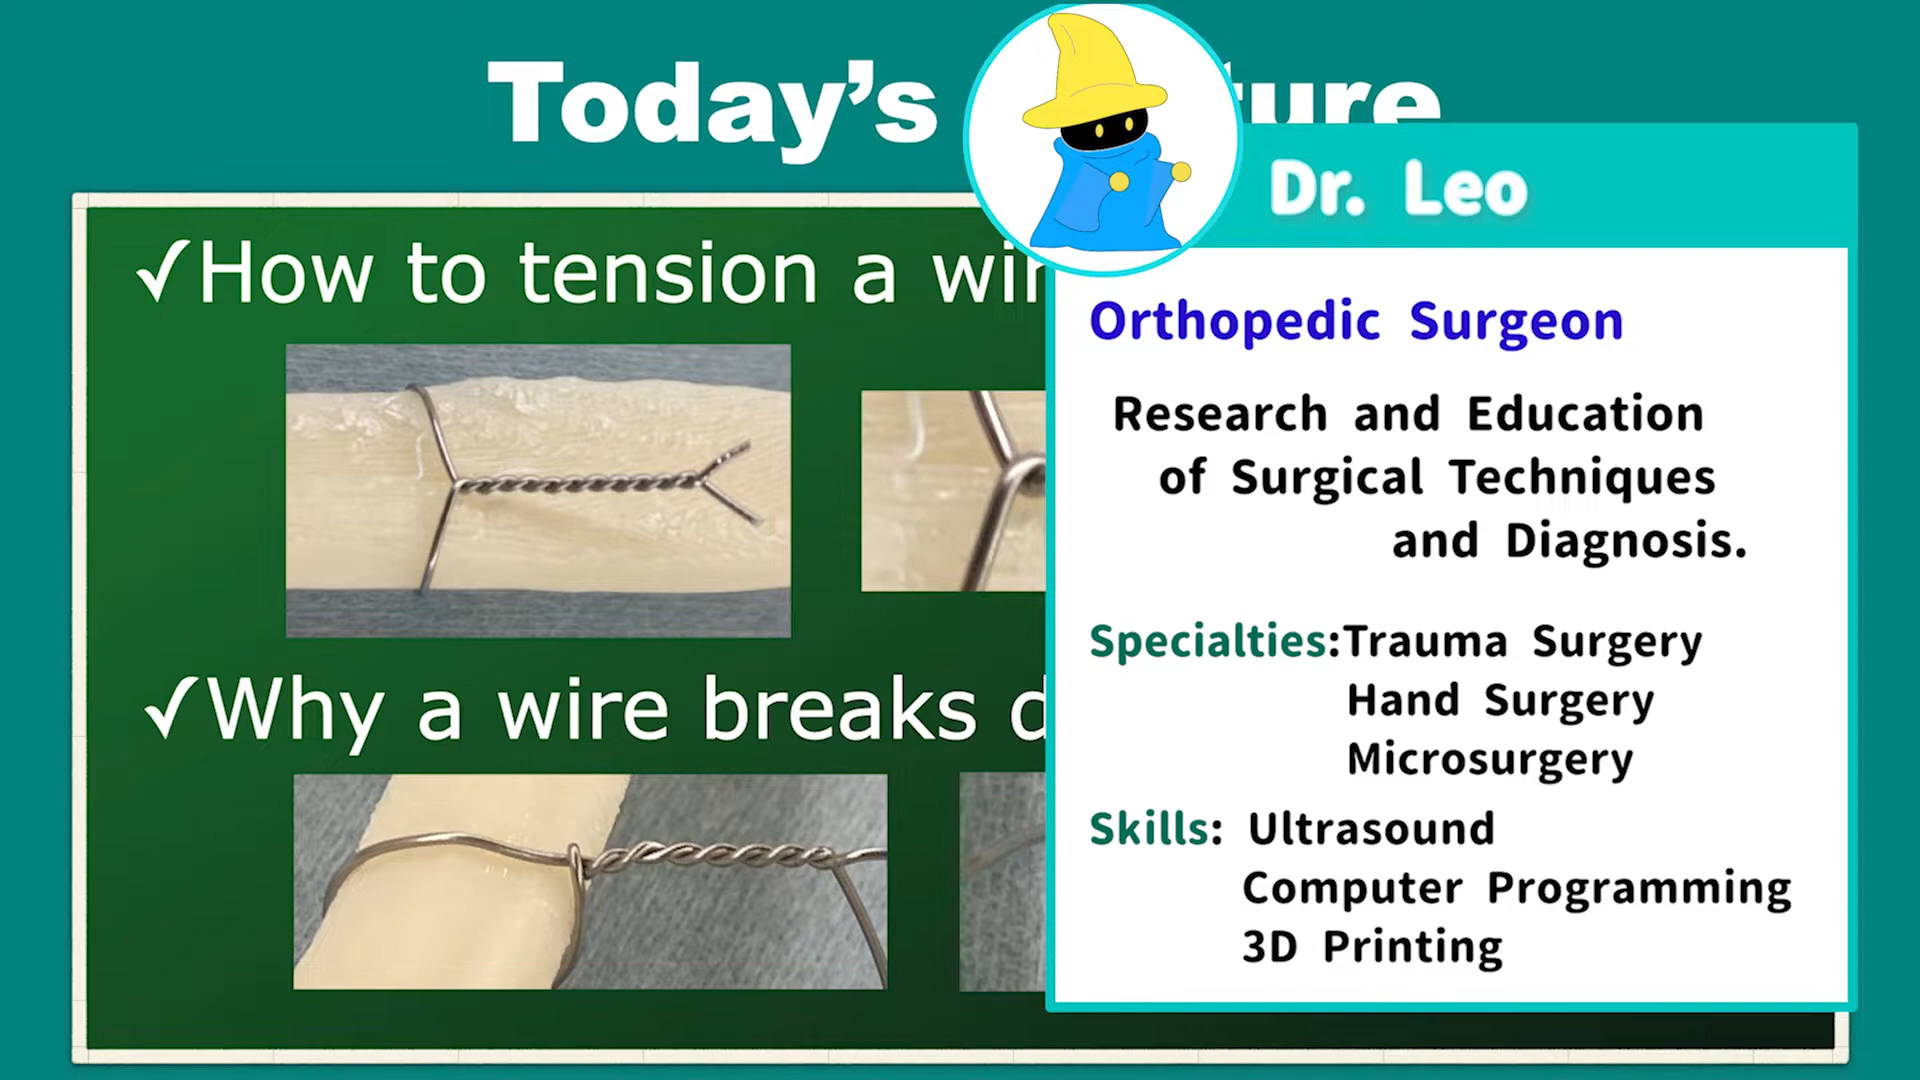 Today's
Dr. Leo
✓How to tension a
Orthopedic Surgeon
Research and Education
of Surgical Techniques
and Diagnosis.
Specialties:Trauma Surgery
Hand Surgery
Microsurgery
✓Why a wire breaks
Skills: Ultrasound
Computer Programming
3D Printing